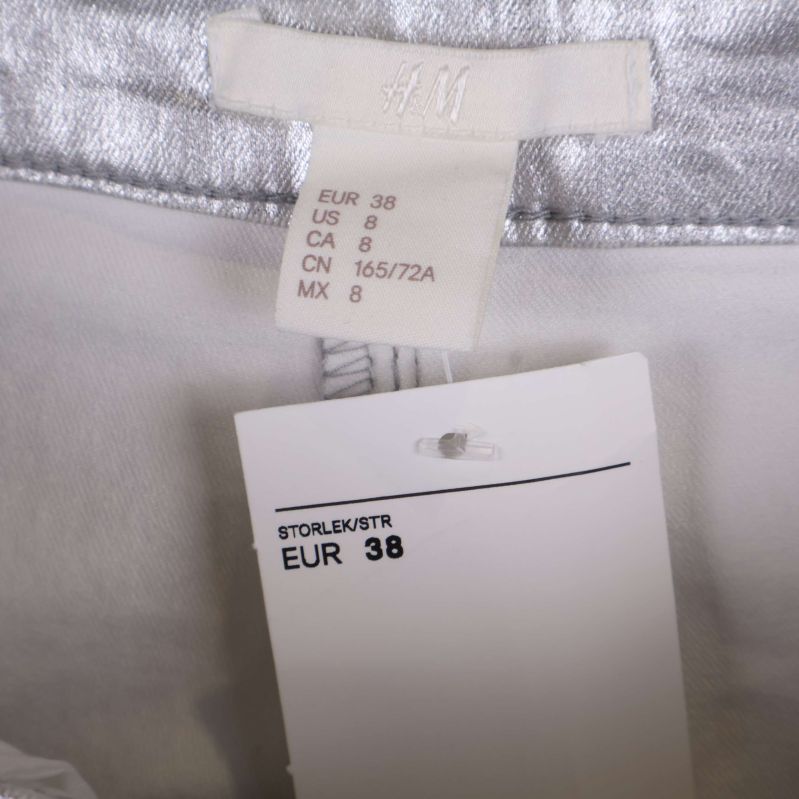 H&M
EUR 38
US 8
CA 8
CN 165/72A
MX 8
STORLEK/STR
EUR 38